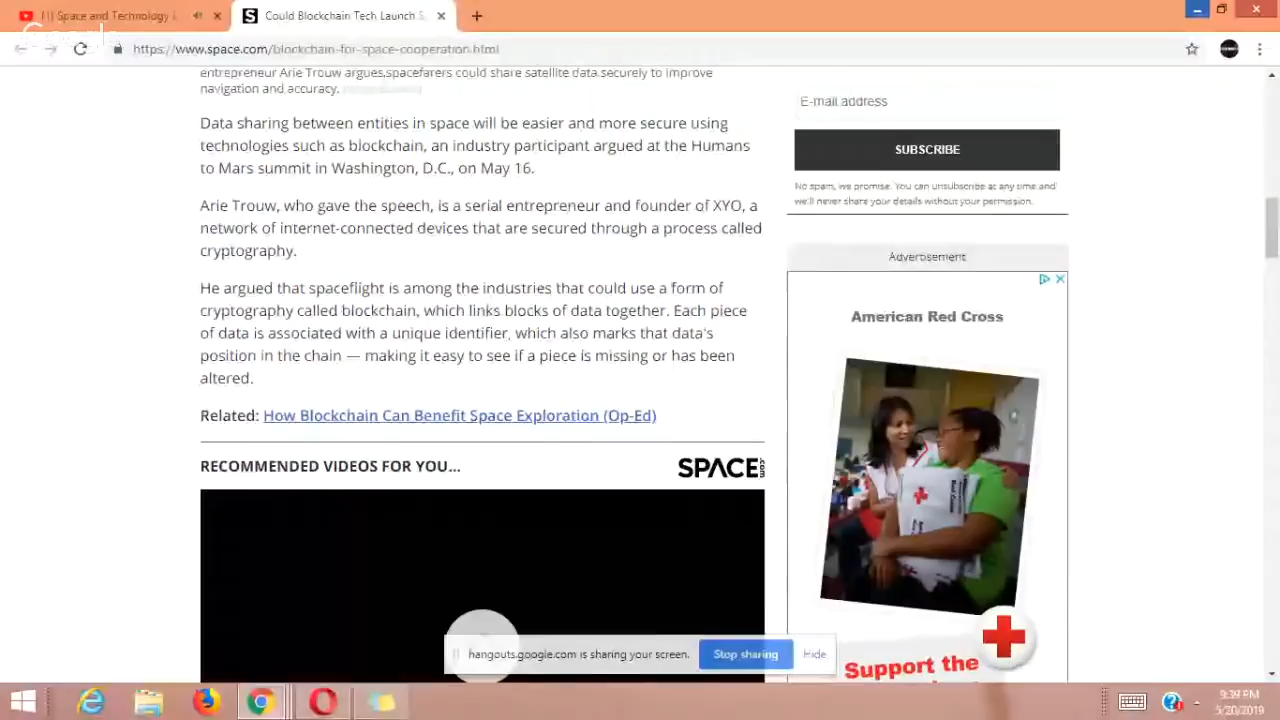 (1) Space and Technology
Could Blockchain Tech Launch S
Google
https://www.space.com/blockchain-for-space-cooperation.html
entrepreneur Arie Trouw argues,spacefarers could share satellite data securely to improve
navigation and accuracy.
Data sharing between entities in space will be easier and more secure using
technologies such as blockchain, an industry participant argued at the Humans
to Mars summit in Washington, D.C., on May 16.
Arie Trouw, who gave the speech, is a serial entrepreneur and founder of XYO, a
network of internet-connected devices that are secured through a process called
cryptography.
He argued that spaceflight is among the industries that could use a form of
cryptography called blockchain, which links blocks of data together. Each piece
of data is associated with a unique identifier, which also marks that data's
position in the chain — making it easy to see if a piece is missing or has been
altered.
Related: How Blockchain Can Benefit Space Exploration (Op-Ed)
RECOMMENDED VIDEOS FOR YOU...
SPACE.com
E-mail address
SUBSCRIBE
No spam, we promise. You can unsubscribe at any time and
we'll never share your details without your permission.
Advertisement
American Red Cross
Support the
hangouts.google.com is sharing your screen.
Stop sharing
Hide
9:39 PM
5/20/2019